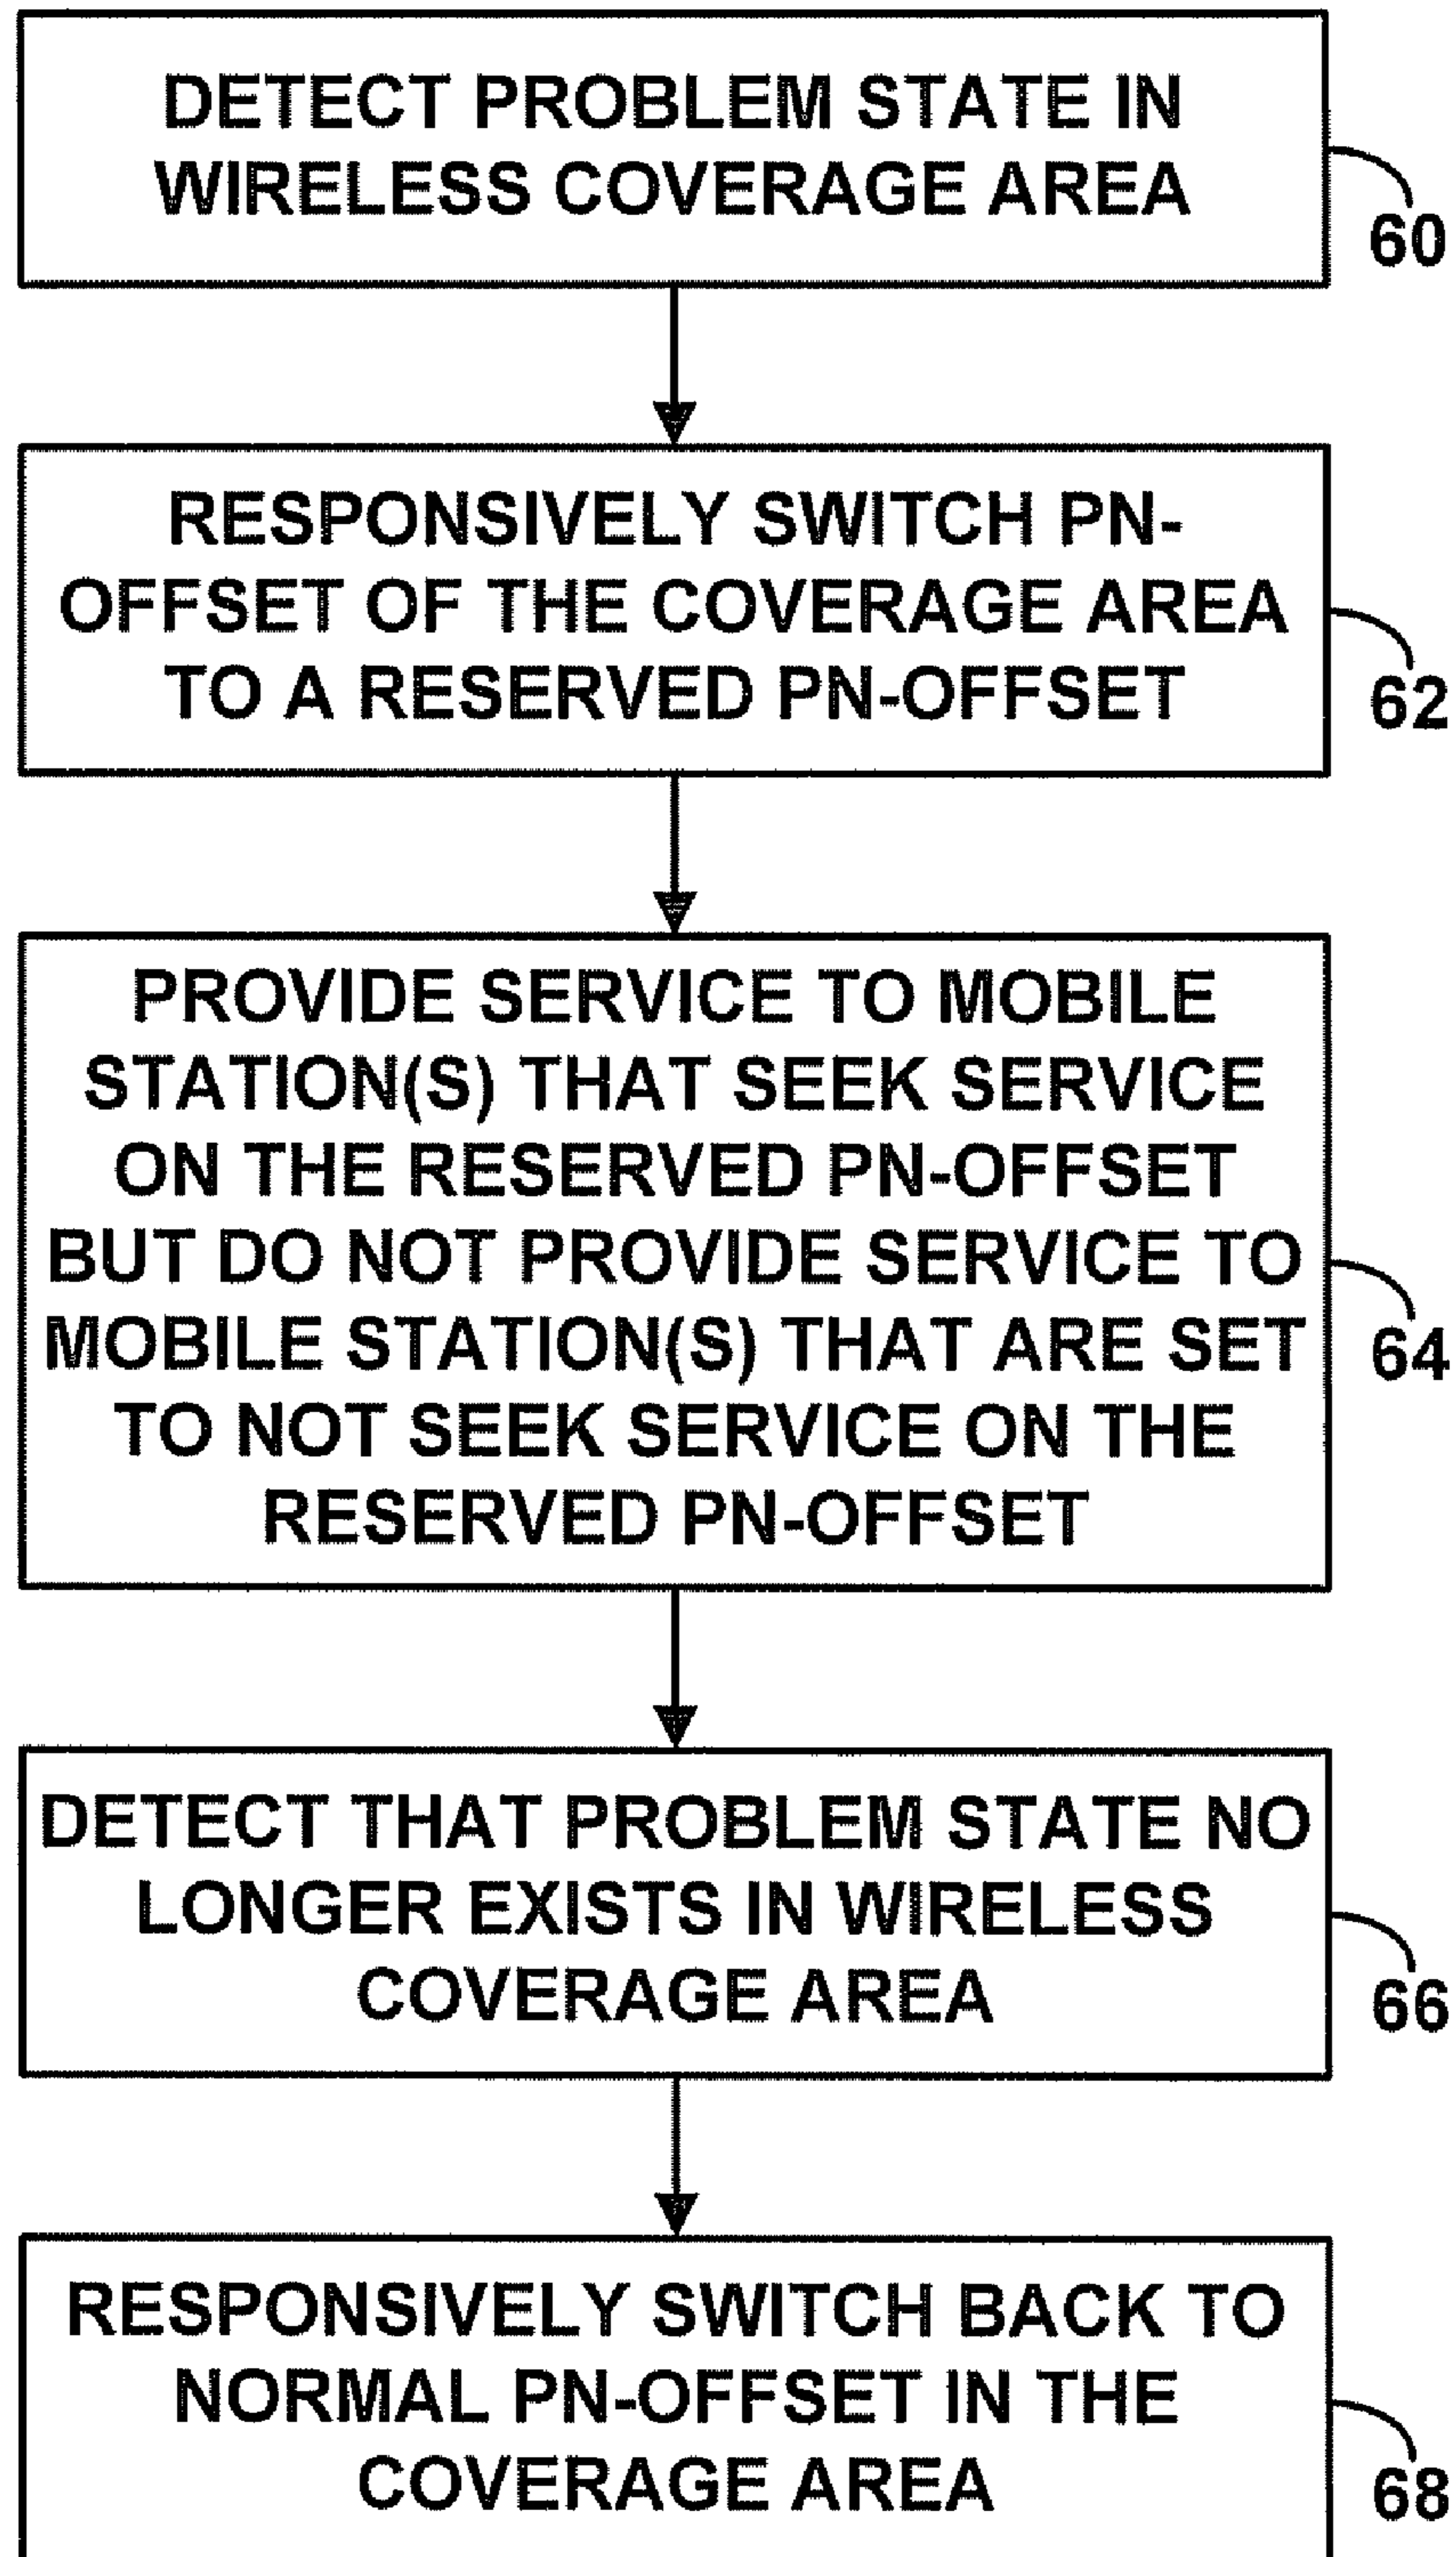 DETECT PROBLEM STATE IN
WIRELESS COVERAGE AREA
60
RESPONSIVELY SWITCH PN-
OFFSET OF THE COVERAGE AREA
TO A RESERVED PN-OFFSET
62
PROVIDE SERVICE TO MOBILE
STATION(S) THAT SEEK SERVICE
ON THE RESERVED PN-OFFSET
BUT DO NOT PROVIDE SERVICE TO
MOBILE STATION(S) THAT ARE SET
TO NOT SEEK SERVICE ON THE
RESERVED PN-OFFSET
64
DETECT THAT PROBLEM STATE NO
LONGER EXISTS IN WIRELESS
COVERAGE AREA
66
RESPONSIVELY SWITCH BACK TO
NORMAL PN-OFFSET IN THE
COVERAGE AREA
68